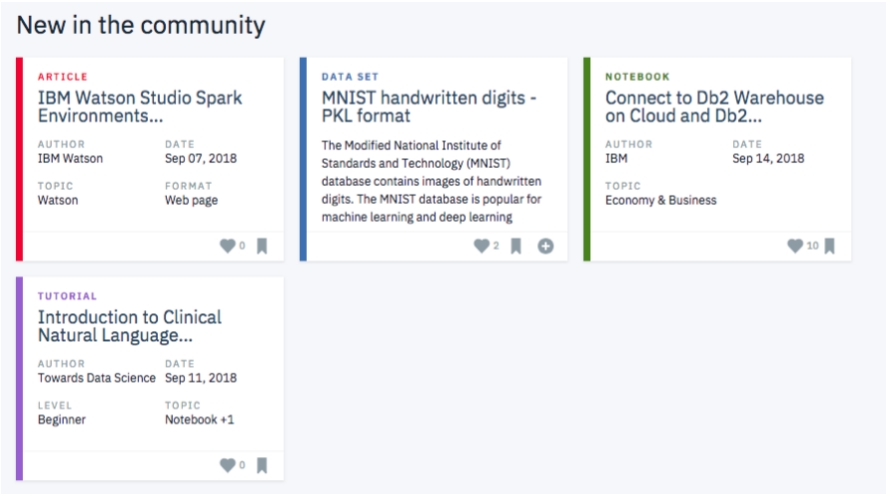 New in the community
ARTICLE
IBM Watson Studio Spark
Environments...
AUTHOR DATE
IBM Watson Sep 07, 2018
TOPIC FORMAT
Watson Web page
0
DATA SET
MNIST handwritten digits -
PKL format
The Modified National Institute of
Standards and Technology (MNIST)
database contains images of handwritten
digits. The MNIST database is popular for
machine learning and deep learning
2
NOTEBOOK
Connect to Db2 Warehouse
on Cloud and Db2...
AUTHOR DATE
IBM Sep 14, 2018
TOPIC
Economy & Business
10
TUTORIAL
Introduction to Clinical
Natural Language...
AUTHOR DATE
Towards Data Science Sep 11, 2018
LEVEL TOPIC
Beginner Notebook +1
0